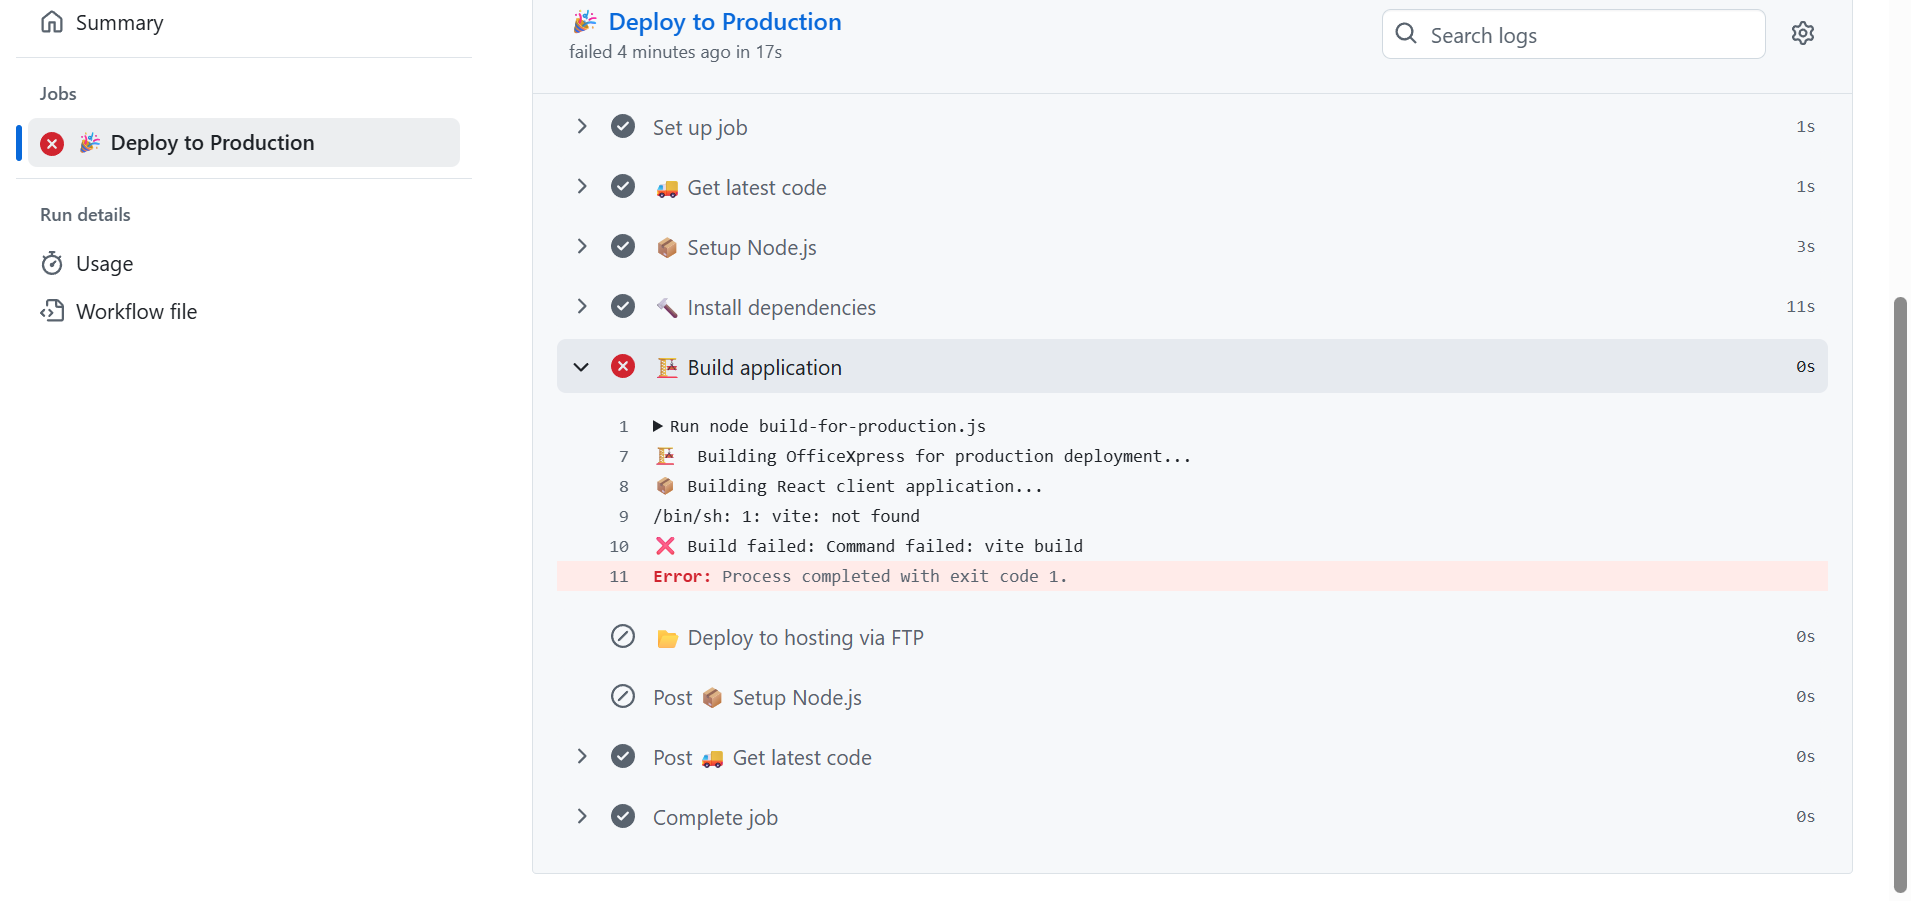 Summary
Jobs
Deploy to Production
Run details
Usage
Workflow file
Deploy to Production
failed 4 minutes ago in 17s
Search logs
Set up job 1s
Get latest code 1s
Setup Node.js 3s
Install dependencies 11s
Build application 0s
1 Run node build-for-production.js
7 Building OfficeXpress for production deployment...
8 Building React client application...
9 /bin/sh: 1: vite: not found
10 ❌ Build failed: Command failed: vite build
11 Error: Process completed with exit code 1.
Deploy to hosting via FTP 0s
Post Setup Node.js 0s
Post Get latest code 0s
Complete job 0s